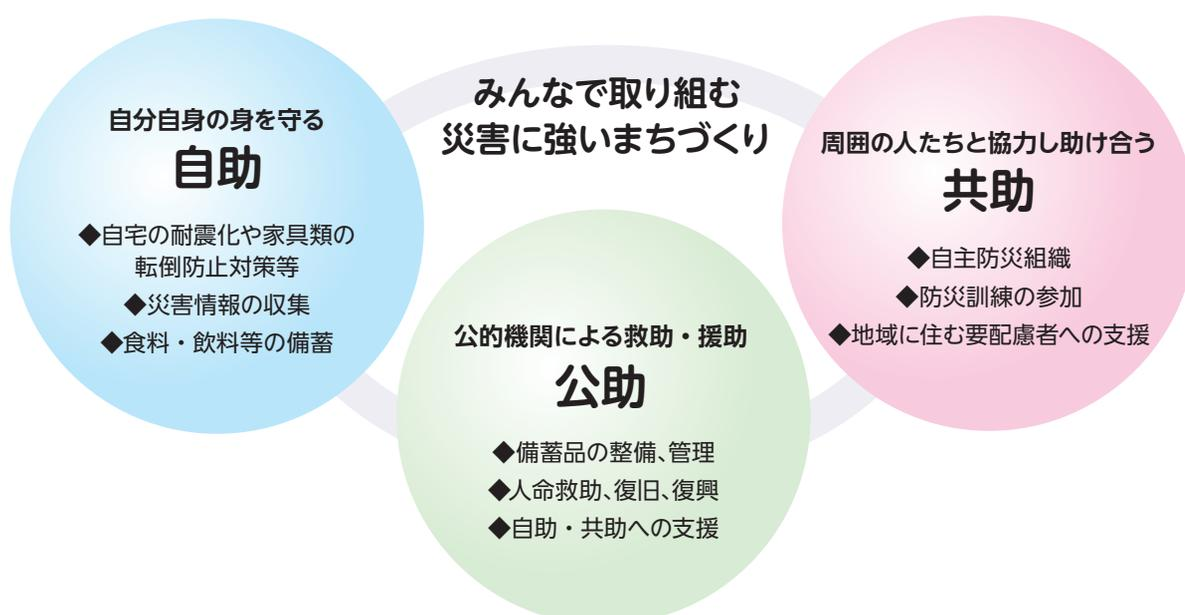 みんなで取り組む
災害に強いまちづくり
自分自身の身を守る
自助
◆自宅の耐震化や家具類の
転倒防止対策等
◆災害情報の収集
◆食料・飲料等の備蓄
周囲の人たちと協力し助け合う
共助
◆自主防災組織
◆防災訓練の参加
◆地域に住む要配慮者への支援
公的機関による救助・援助
公助
◆備蓄品の整備、管理
◆人命救助、復旧、復興
◆自助・共助への支援